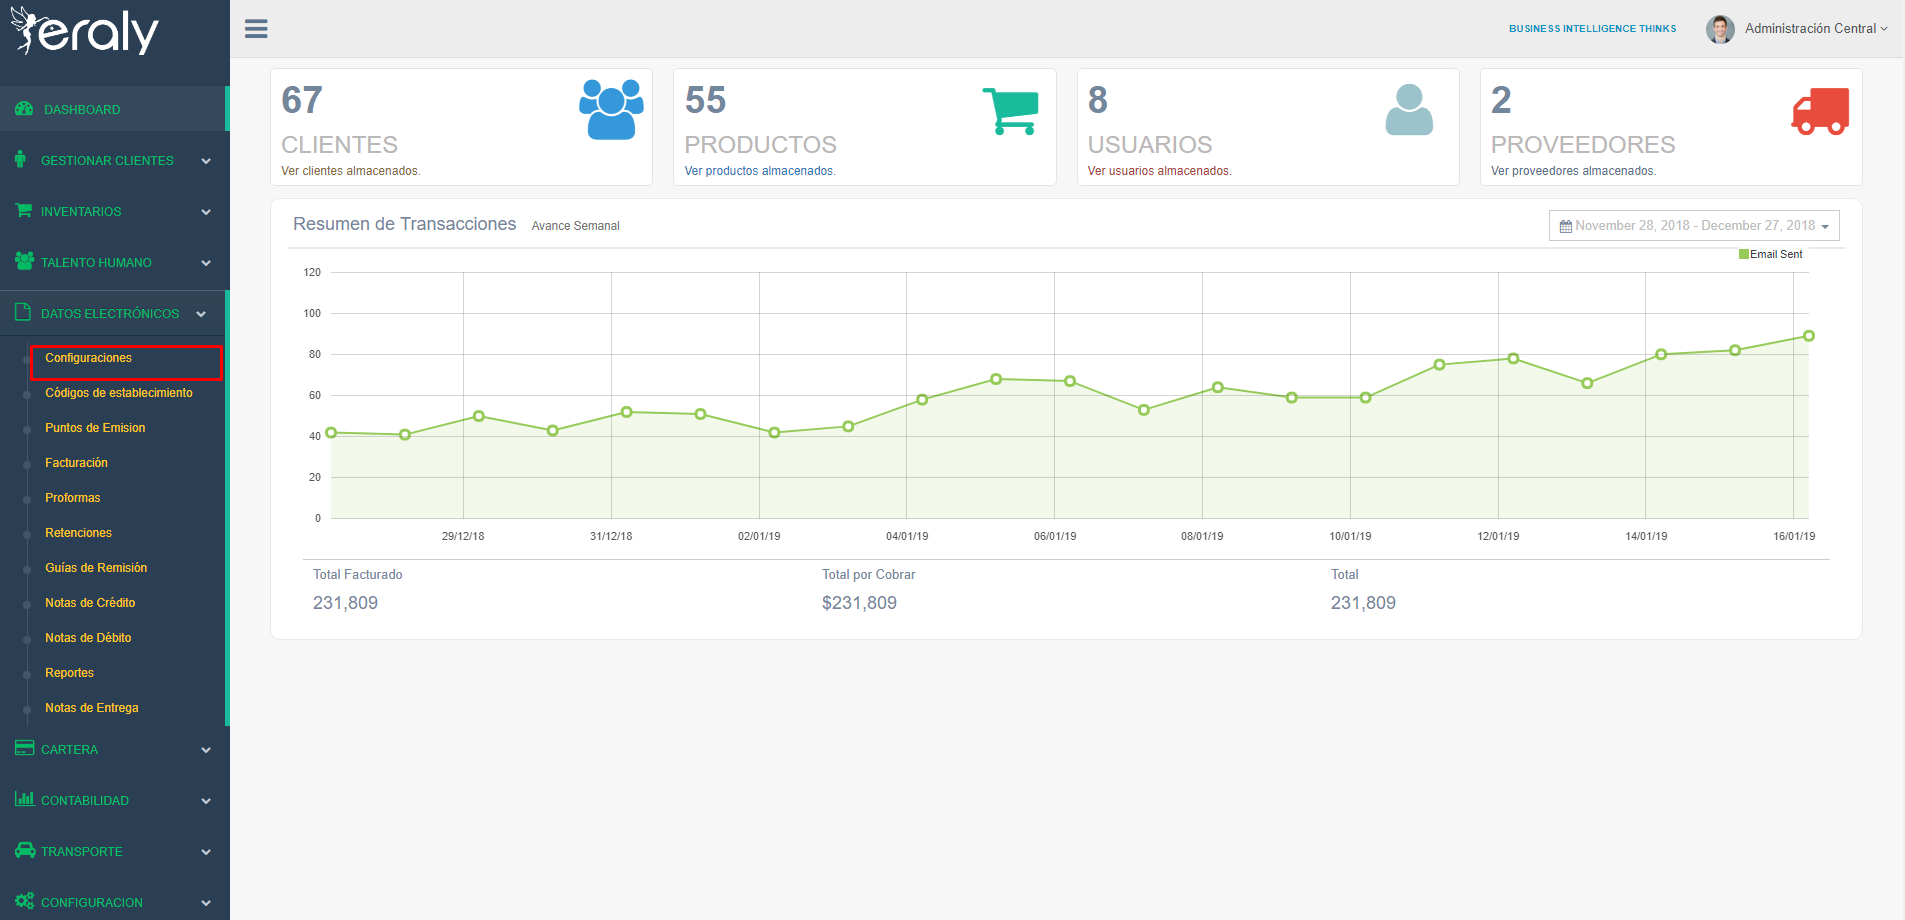 yeraly
BUSINESS INTELLIGENCE THINKS
Administración Central
DASHBOARD
GESTIONAR CLIENTES
INVENTARIOS
TALENTO HUMANO
DATOS ELECTRÓNICOS
Configuraciones
Códigos de establecimiento
Puntos de Emision
Facturación
Proformas
Retenciones
Guías de Remisión
Notas de Crédito
Notas de Débito
Reportes
Notas de Entrega
CARTERA
CONTABILIDAD
TRANSPORTE
CONFIGURACION
67
CLIENTES
Ver clientes almacenados.
55
PRODUCTOS
Ver productos almacenados.
8
USUARIOS
Ver usuarios almacenados.
2
PROVEEDORES
Ver proveedores almacenados.
Resumen de Transacciones Avance Semanal
November 28, 2018 - December 27, 2018
Email Sent
120
100
80
60
40
20
0
29/12/18 31/12/18 02/01/19 04/01/19 06/01/19 08/01/19 10/01/19 12/01/19 14/01/19 16/01/19
Total Facturado
231,809
Total por Cobrar
$231,809
Total
231,809